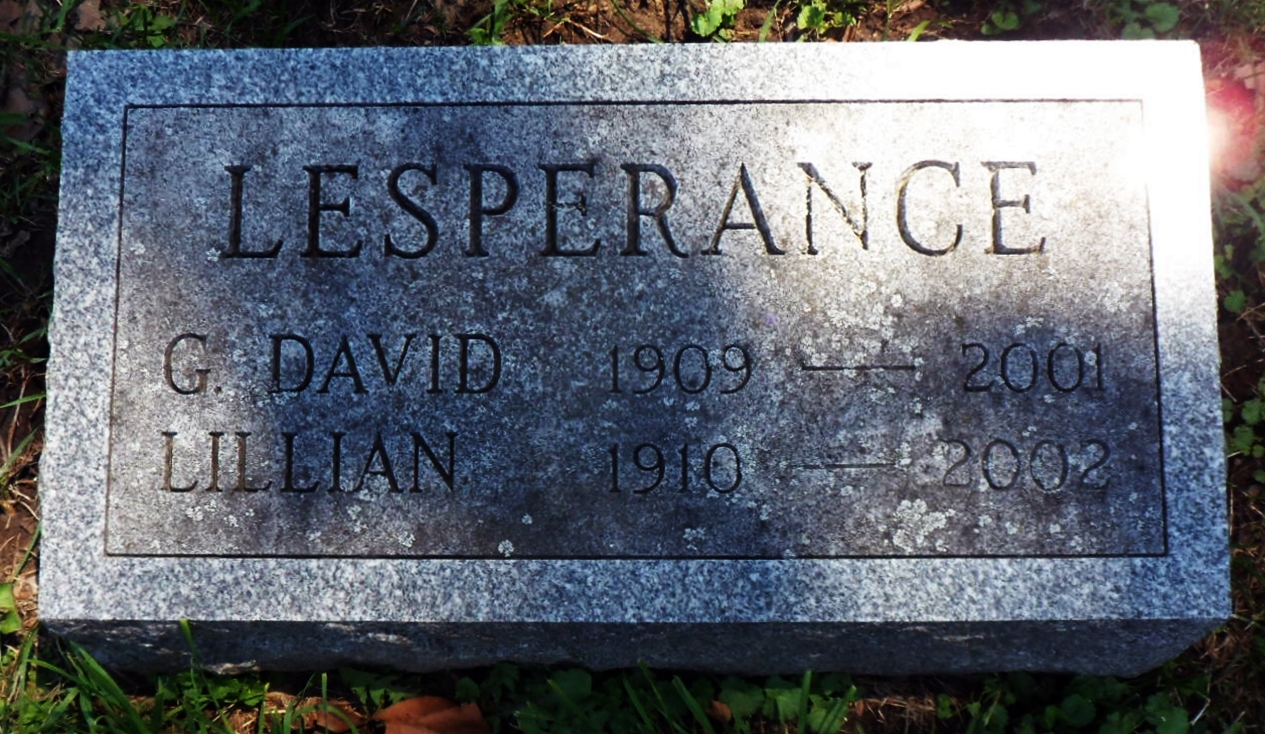 LESPERANCE
G. DAVID 1909 — 2001
LILLIAN 1910 — 2002